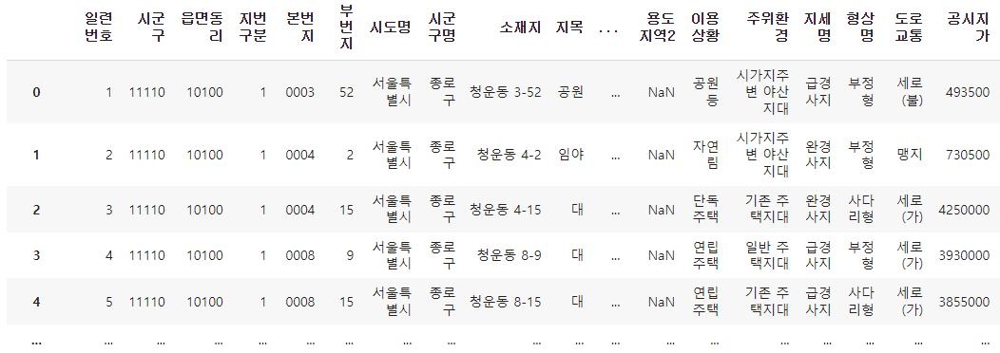 일련번호 시군구 읍면동리 지번구분 본번지 부번지 시도명 시군구명 소재지 지목 ... 용도지역2 이용상황 주위환경 지세명 형상명 도로교통 공시지가
0 1 11110 10100 1 0003 52 서울특별시 종로구 청운동 3-52 공원 ... NaN 공원등 시가지주변 야산지대 급경사지 부정형 세로(불) 493500
1 2 11110 10100 1 0004 2 서울특별시 종로구 청운동 4-2 임야 ... NaN 자연림 시가지주변 야산지대 완경사지 부정형 맹지 730500
2 3 11110 10100 1 0004 15 서울특별시 종로구 청운동 4-15 대 ... NaN 단독주택 기존 주택지대 완경사지 사다리형 세로(가) 4250000
3 4 11110 10100 1 0008 9 서울특별시 종로구 청운동 8-9 대 ... NaN 연립주택 일반 주택지대 급경사지 부정형 세로(가) 3930000
4 5 11110 10100 1 0008 15 서울특별시 종로구 청운동 8-15 대 ... NaN 연립주택 기존 주택지대 급경사지 사다리형 세로(가) 3855000
... ... ... ... ... ... ... ... ... ... ... ... ... ... ... ... ... ... ...